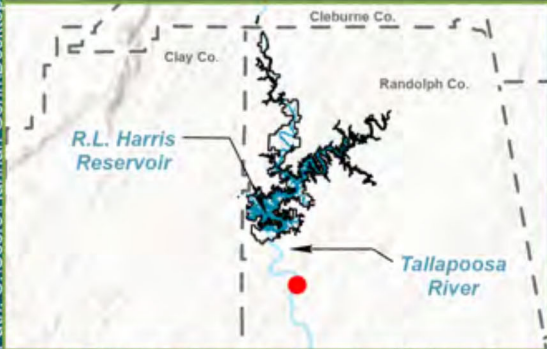 Cleburne Co.
Clay Co.
Randolph Co.
R.L. Harris
Reservoir
Tallapoosa
River